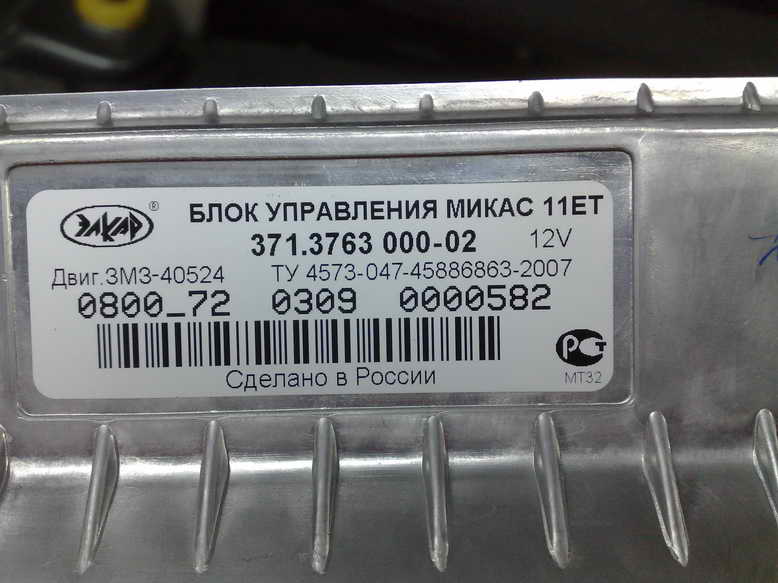 ЭЛКАР ®
БЛОК УПРАВЛЕНИЯ МИКАС 11ЕТ
371.3763 000-02 12V
Двиг.ЗМЗ-40524 ТУ 4573-047-45886863-2007
0800_72 0309 0000582
Сделано в России
РСТ
МТ32